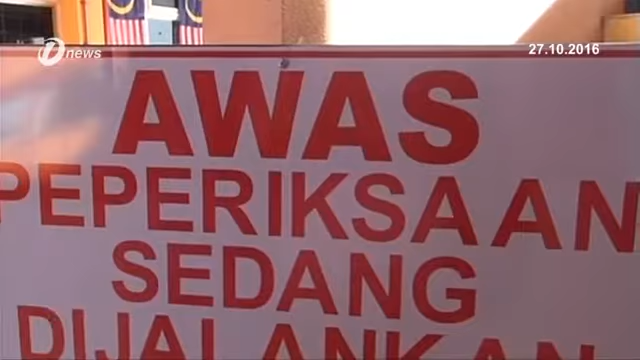 news
27.10.2016
AWAS
PEPERIKSAAN
SEDANG
DIJALANKAN